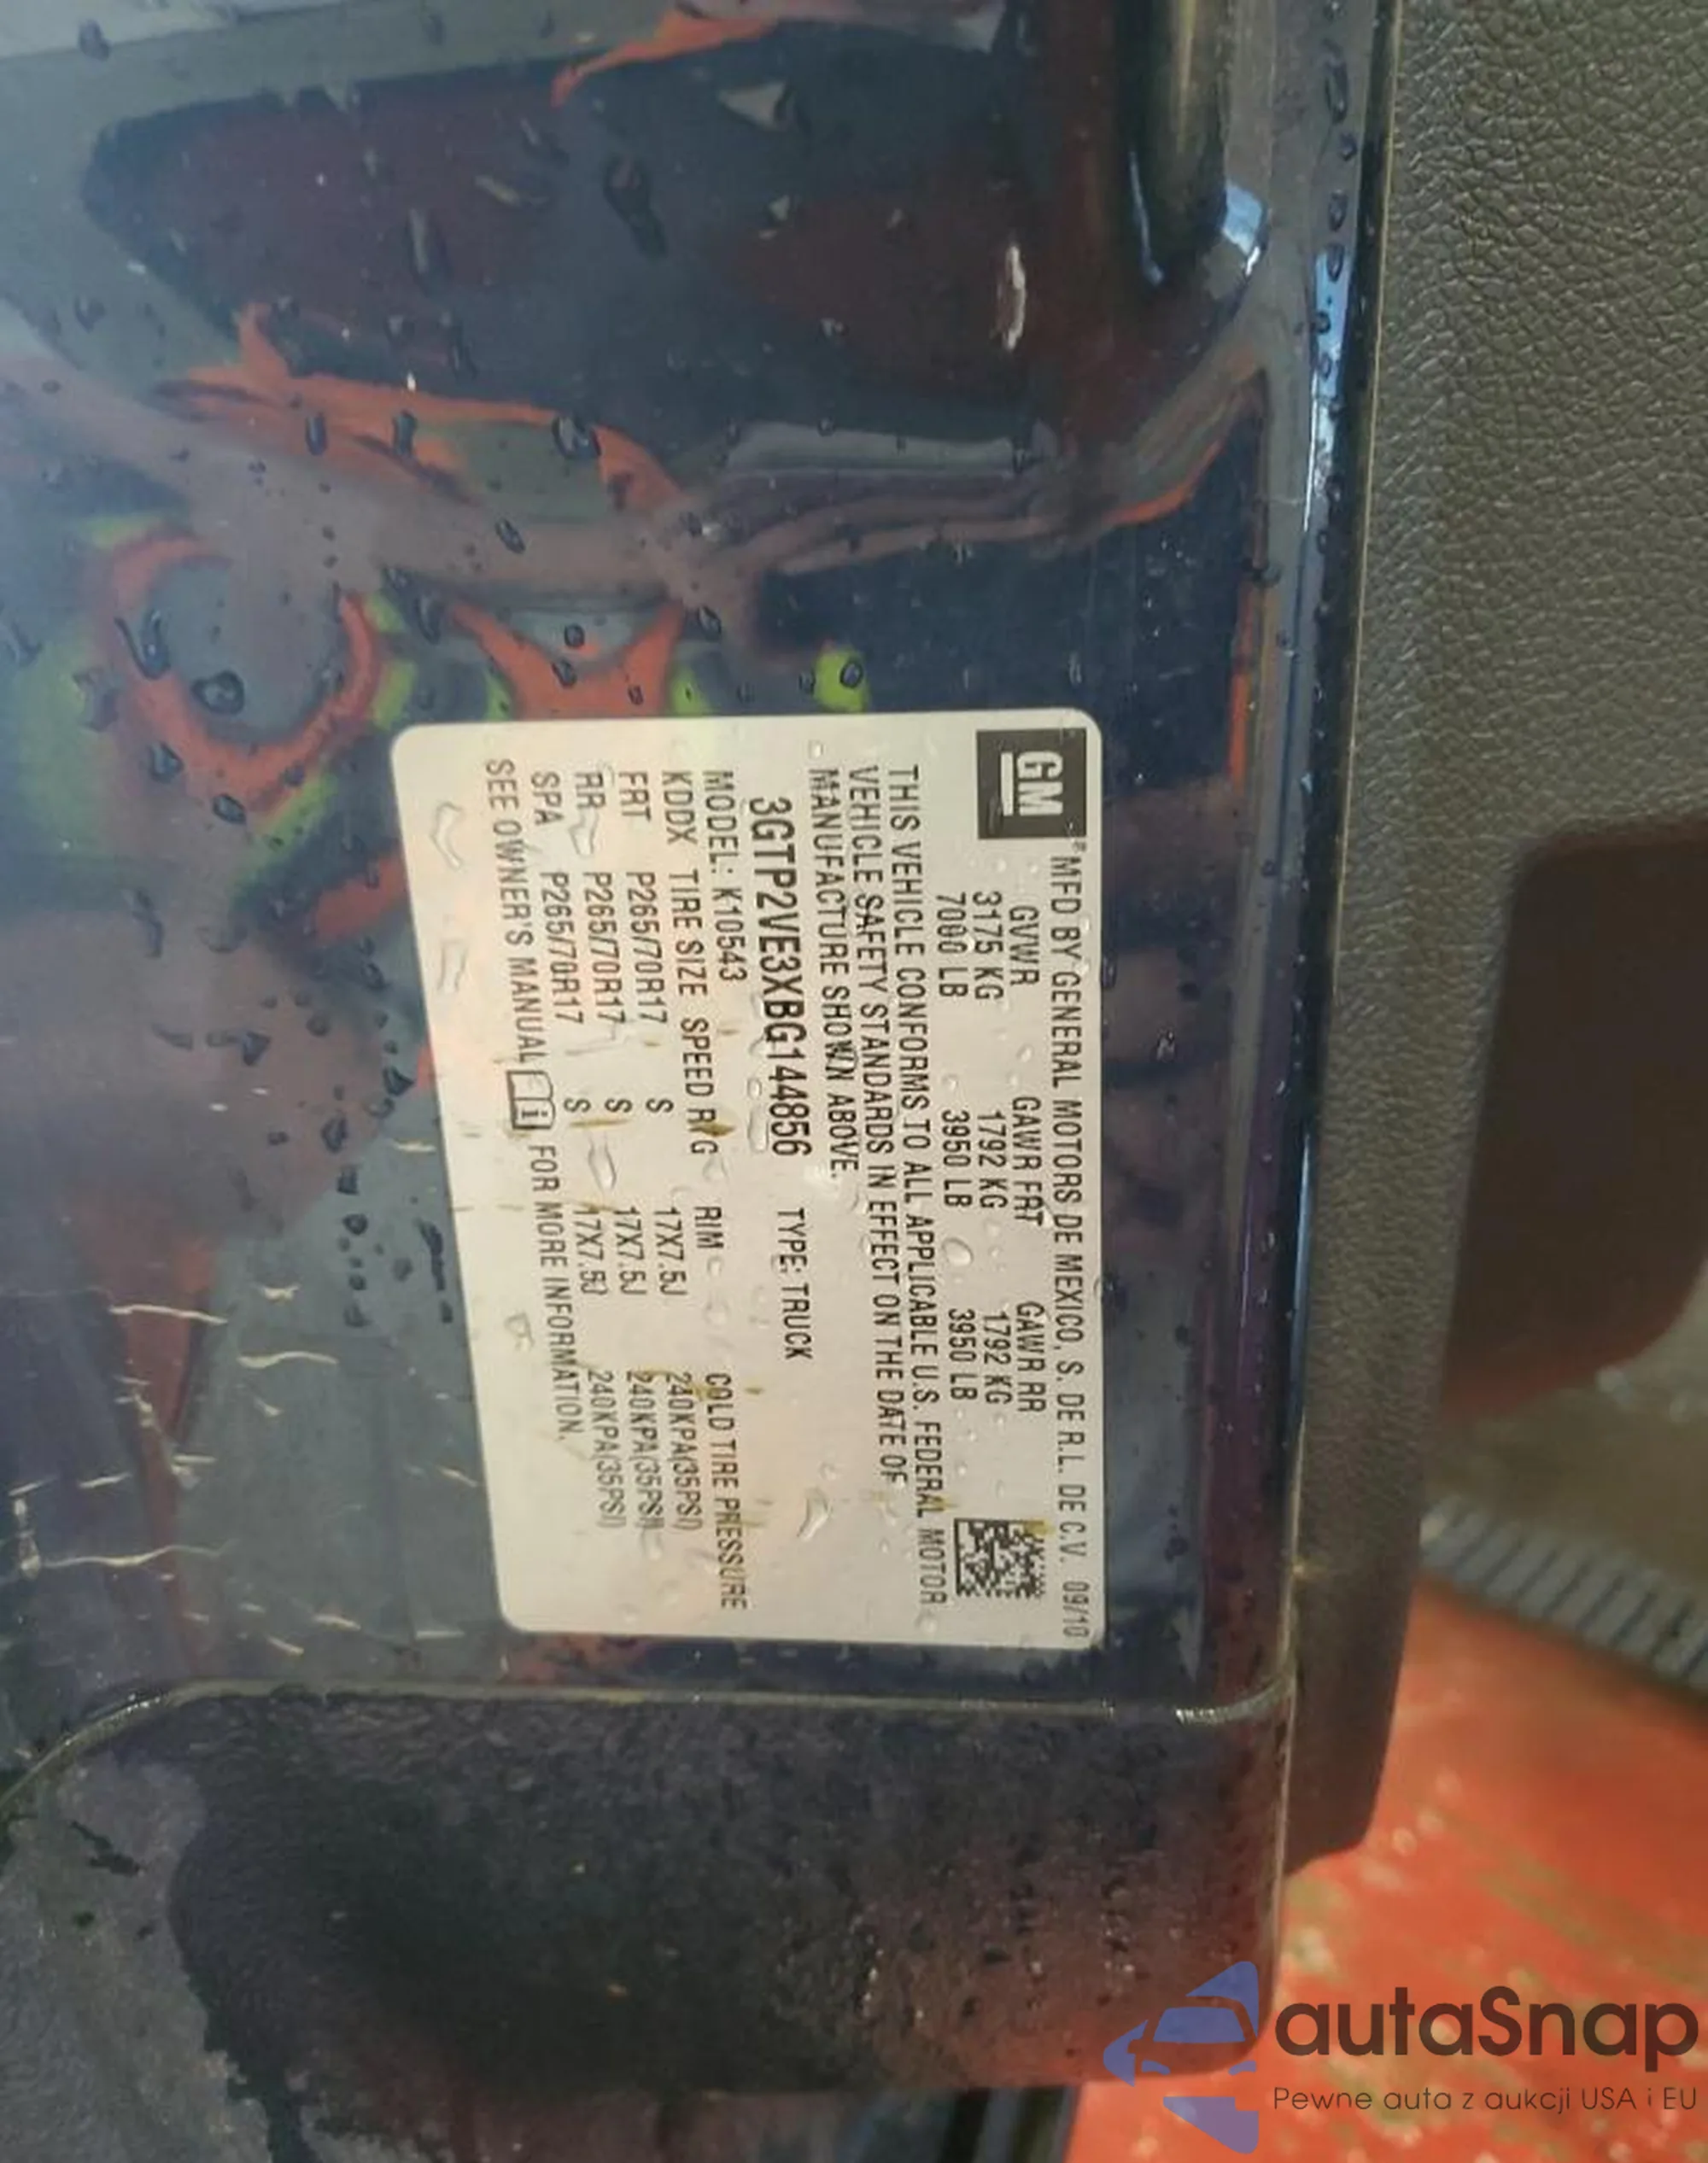 GM
MFD BY GENERAL MOTORS DE MEXICO, S. DE R.L. DE C.V. 09/10
GVWR GAWR FRT GAWR RR
3175 KG 1792 KG 1792 KG
7000 LB 3950 LB 3950 LB
THIS VEHICLE CONFORMS TO ALL APPLICABLE U.S. FEDERAL MOTOR
VEHICLE SAFETY STANDARDS IN EFFECT ON THE DATE OF
MANUFACTURE SHOWN ABOVE.
3GTP2VE3XBG144856 TYPE: TRUCK
MODEL: K10543
KDDX TIRE SIZE SPEED RTG RIM COLD TIRE PRESSURE
FRT P265/70R17 S 17X7.5J 240KPA(35PSI)
RR P265/70R17 S 17X7.5J 240KPA(35PSI)
SPA P265/70R17 S 17X7.5J 240KPA(35PSI)
SEE OWNER'S MANUAL i FOR MORE INFORMATION.
autaSnap
Pewne auta z aukcji USA i EU